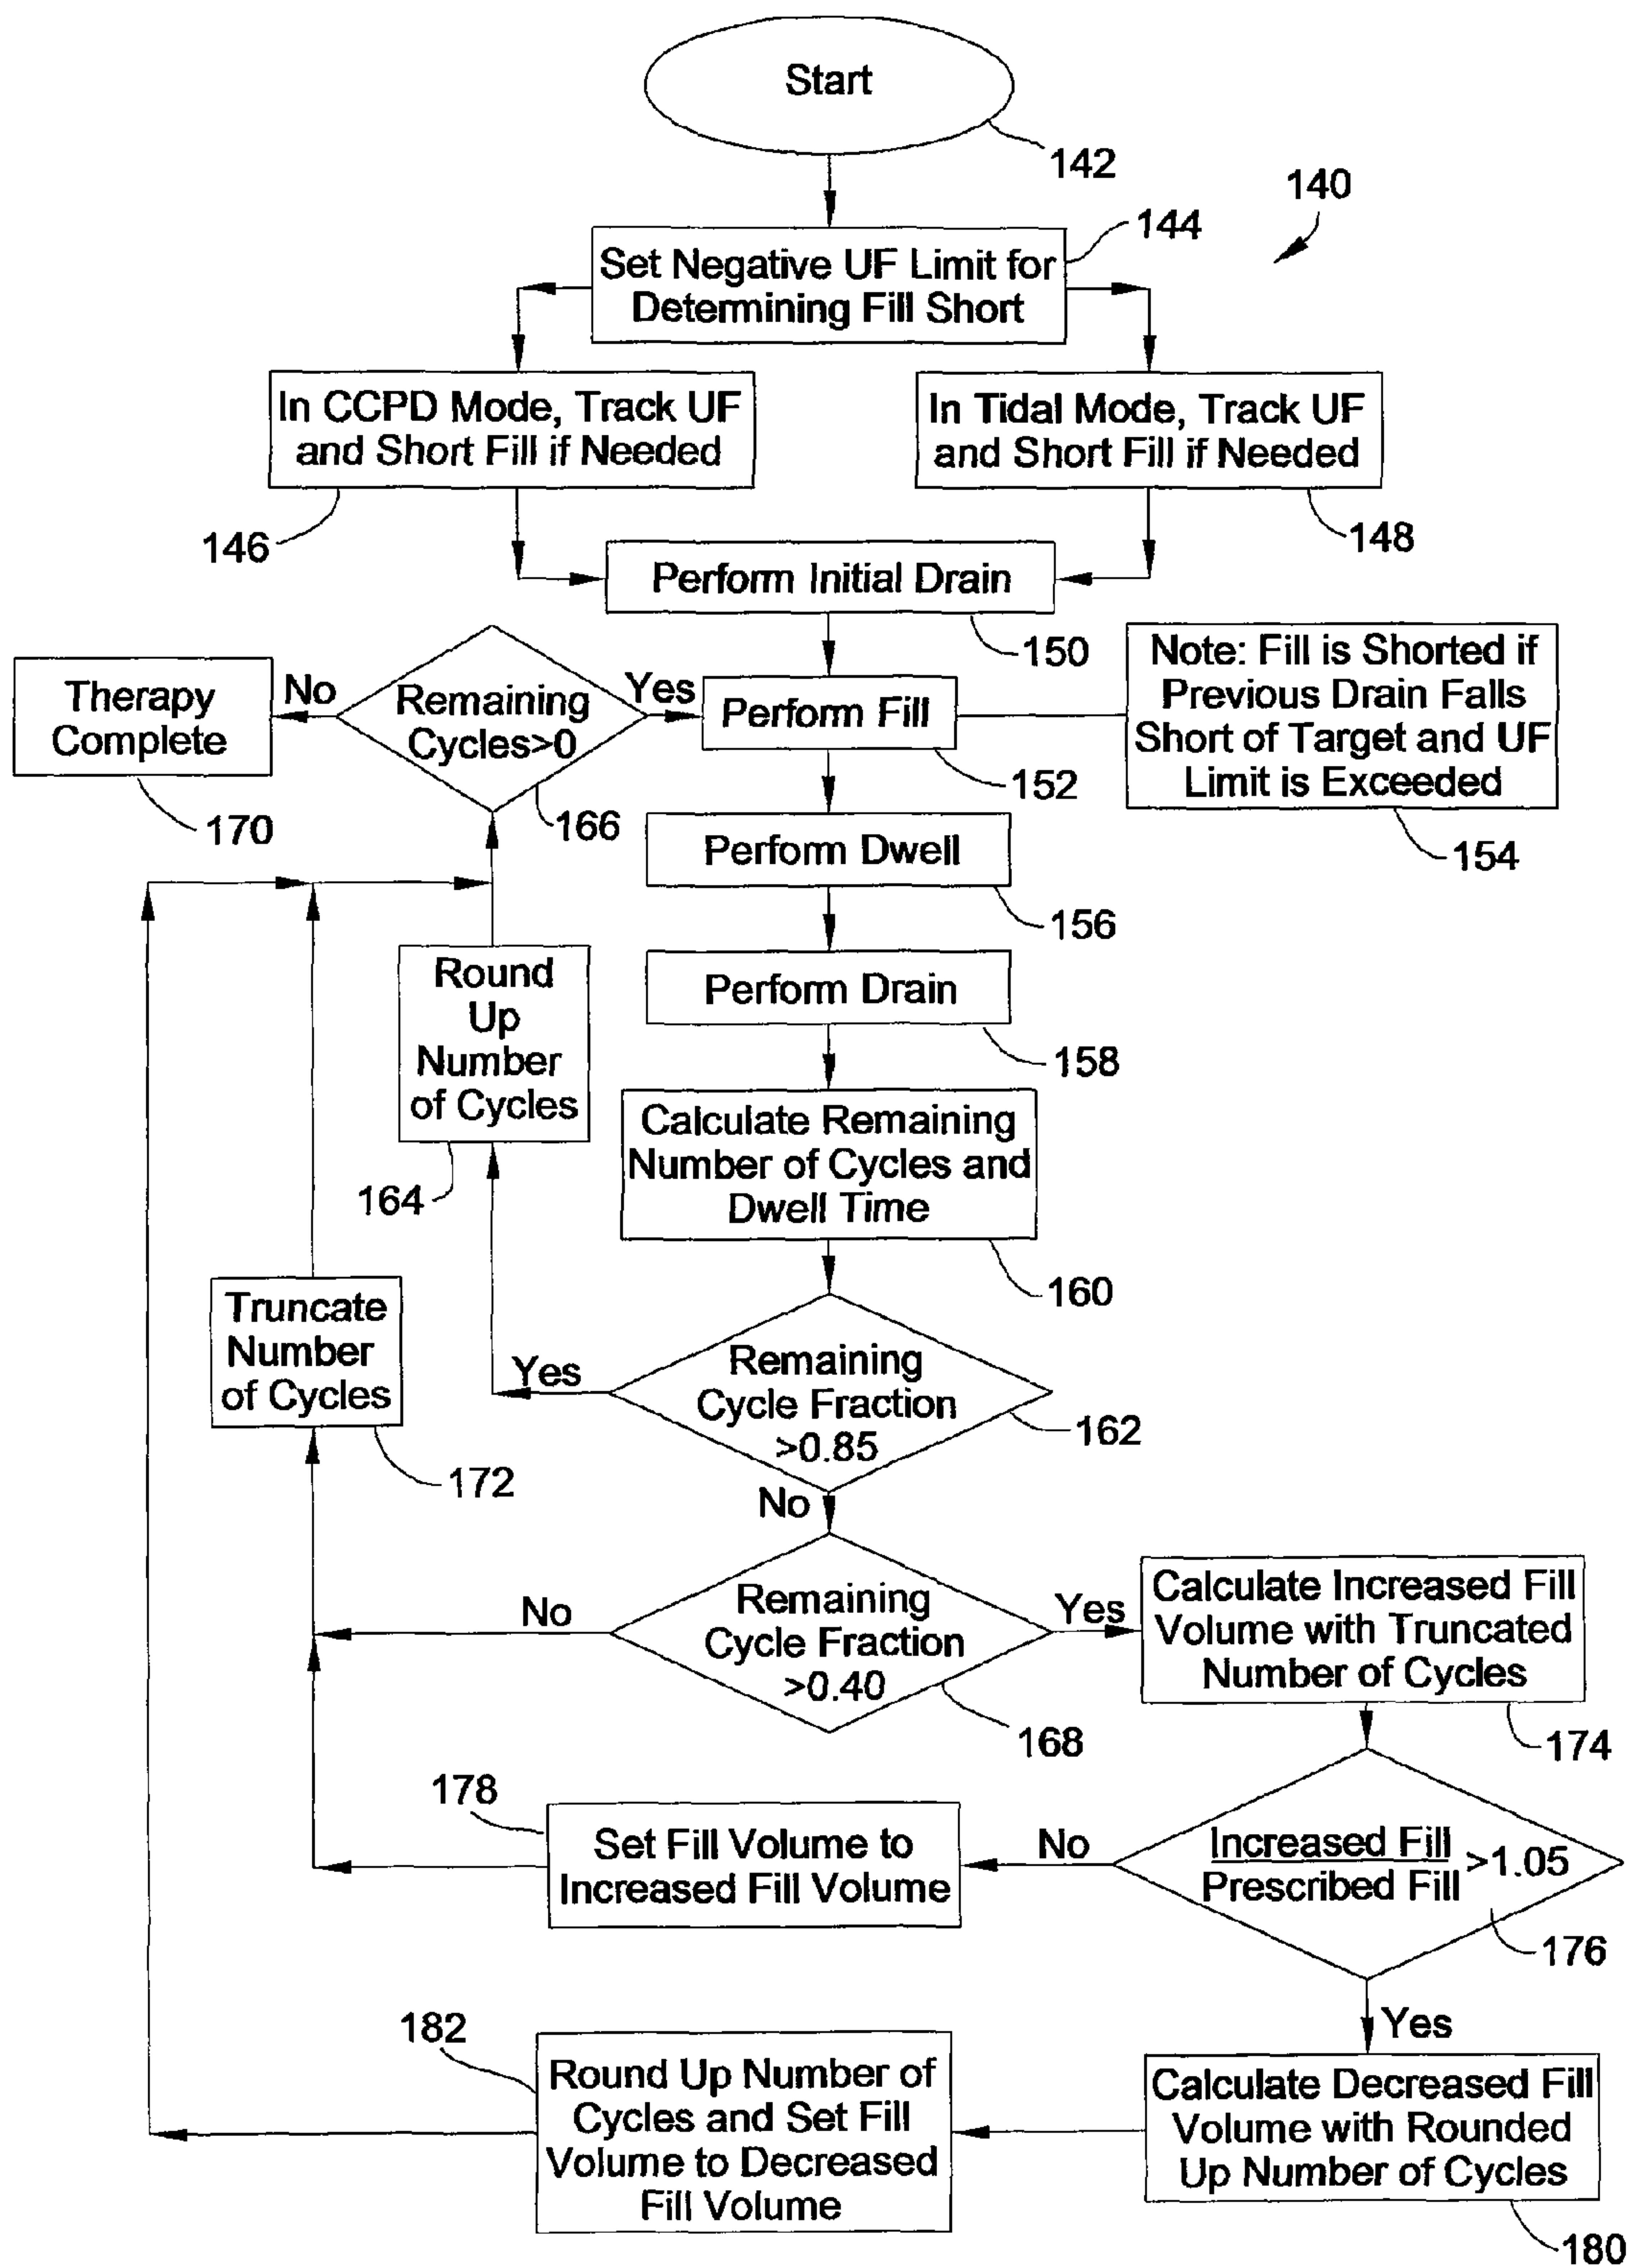 Start
142
140
144
Set Negative UF Limit for
Determining Fill Short
In CCPD Mode, Track UF
and Short Fill if Needed
146
In Tidal Mode, Track UF
and Short Fill if Needed
148
Perform Initial Drain
150
Therapy
Complete
170
No
Remaining
Cycles>0
166
Yes
Perform Fill
152
Note: Fill is Shorted if
Previous Drain Falls
Short of Target and UF
Limit is Exceeded
154
Perform Dwell
156
Perform Drain
158
Round
Up
Number
of Cycles
164
Calculate Remaining
Number of Cycles and
Dwell Time
160
Truncate
Number
of Cycles
172
Yes
Remaining
Cycle Fraction
>0.85
162
No
No
Remaining
Cycle Fraction
>0.40
168
Yes
Calculate Increased Fill
Volume with Truncated
Number of Cycles
174
178
Set Fill Volume to
Increased Fill Volume
No
Increased Fill
Prescribed Fill
>1.05
176
Yes
182
Round Up Number of
Cycles and Set Fill
Volume to Decreased
Fill Volume
Calculate Decreased Fill
Volume with Rounded
Up Number of Cycles
180